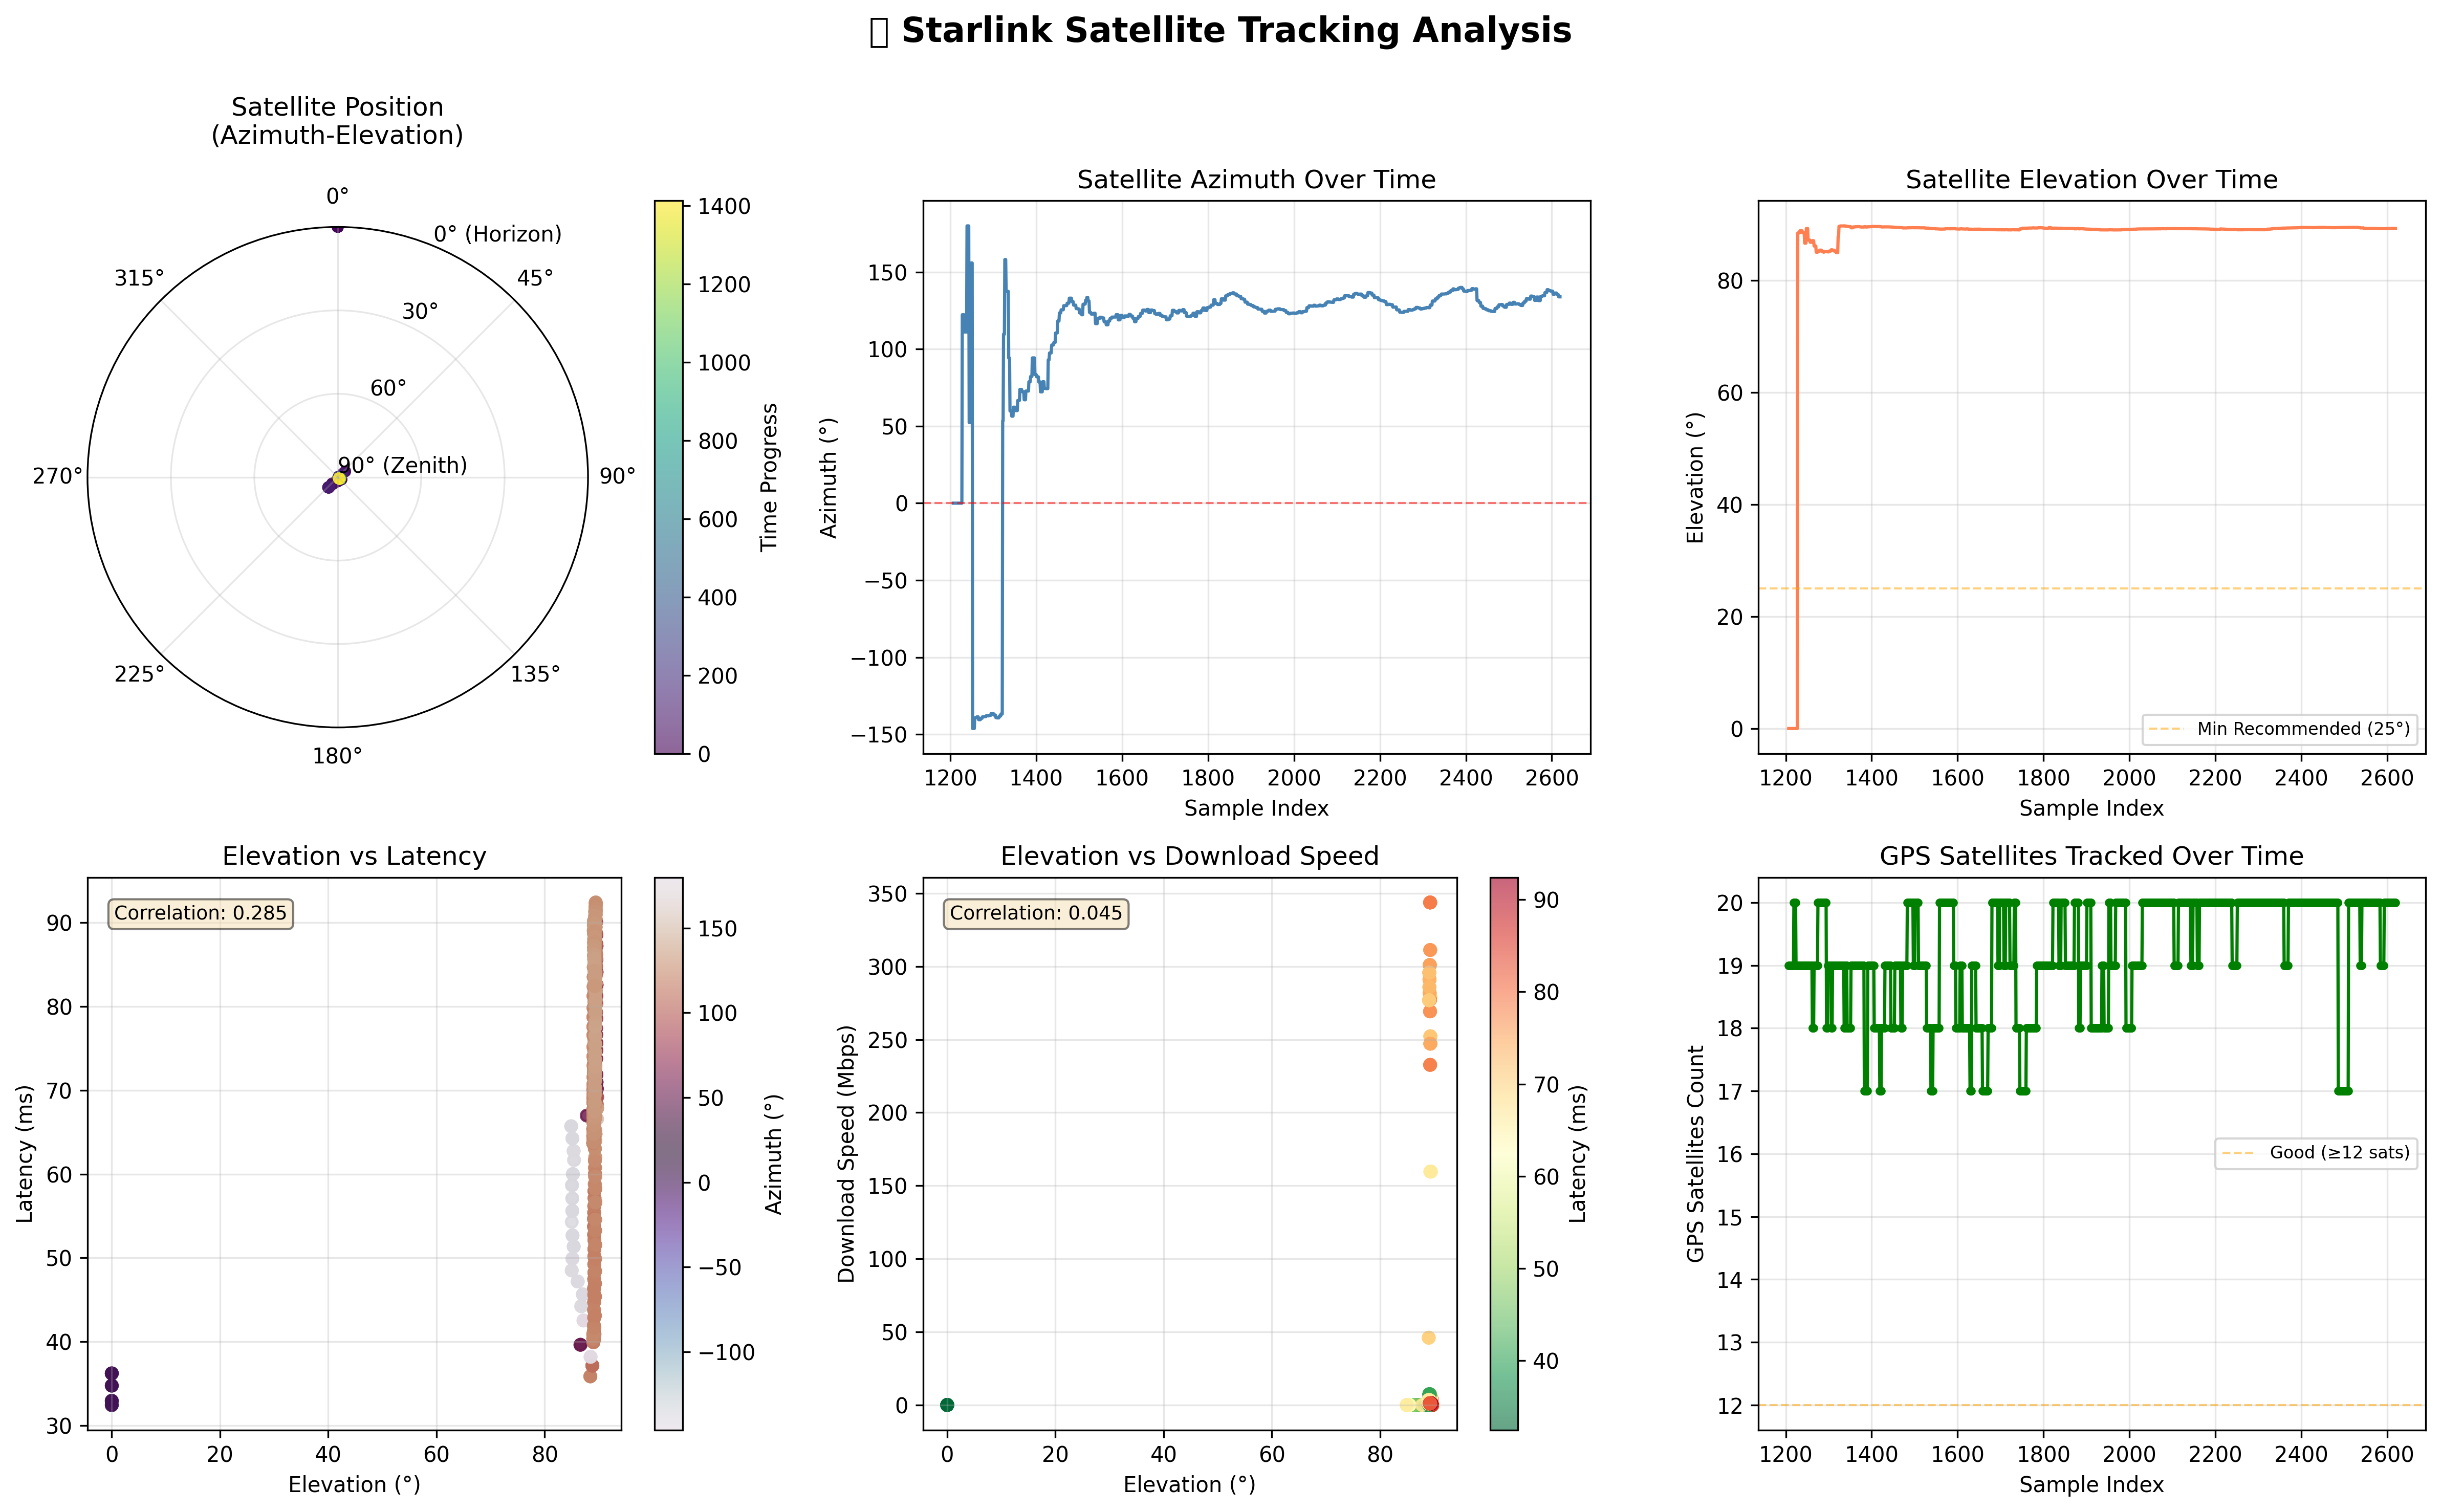 ▯ Starlink Satellite Tracking Analysis
Satellite Position
(Azimuth-Elevation)
0°
45°
90°
135°
180°
225°
270°
315°
0° (Horizon)
30°
60°
90° (Zenith)
1400
1200
1000
800
600
400
200
0
Time Progress
Satellite Azimuth Over Time
150
100
50
0
−50
−100
−150
Azimuth (°)
1200 1400 1600 1800 2000 2200 2400 2600
Sample Index
Satellite Elevation Over Time
80
60
40
20
0
Elevation (°)
Min Recommended (25°)
1200 1400 1600 1800 2000 2200 2400 2600
Sample Index
Elevation vs Latency
Correlation: 0.285
90
80
70
60
50
40
30
Latency (ms)
0 20 40 60 80
Elevation (°)
150
100
50
0
−50
−100
Azimuth (°)
Elevation vs Download Speed
Correlation: 0.045
350
300
250
200
150
100
50
0
Download Speed (Mbps)
0 20 40 60 80
Elevation (°)
90
80
70
60
50
40
Latency (ms)
GPS Satellites Tracked Over Time
20
19
18
17
16
15
14
13
12
GPS Satellites Count
Good (≥12 sats)
1200 1400 1600 1800 2000 2200 2400 2600
Sample Index